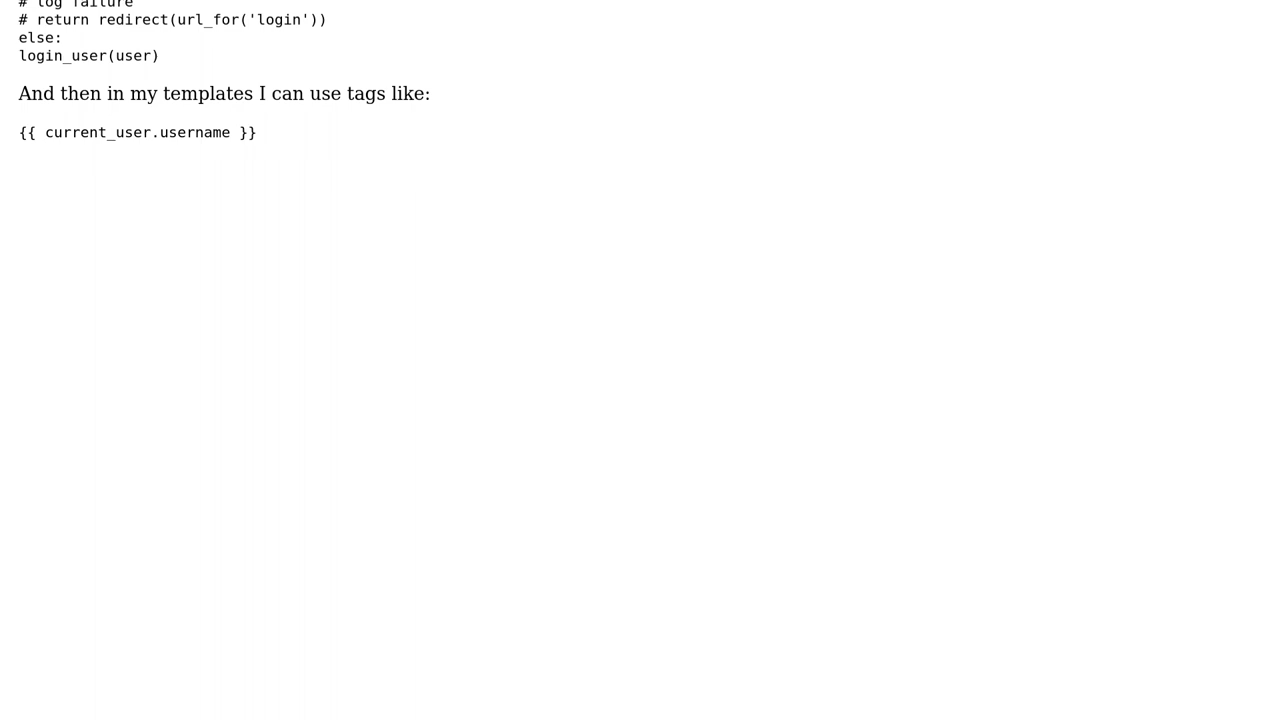 # log failure
# return redirect(url_for('login'))
else:
login_user(user)
And then in my templates I can use tags like:
{{ current_user.username }}